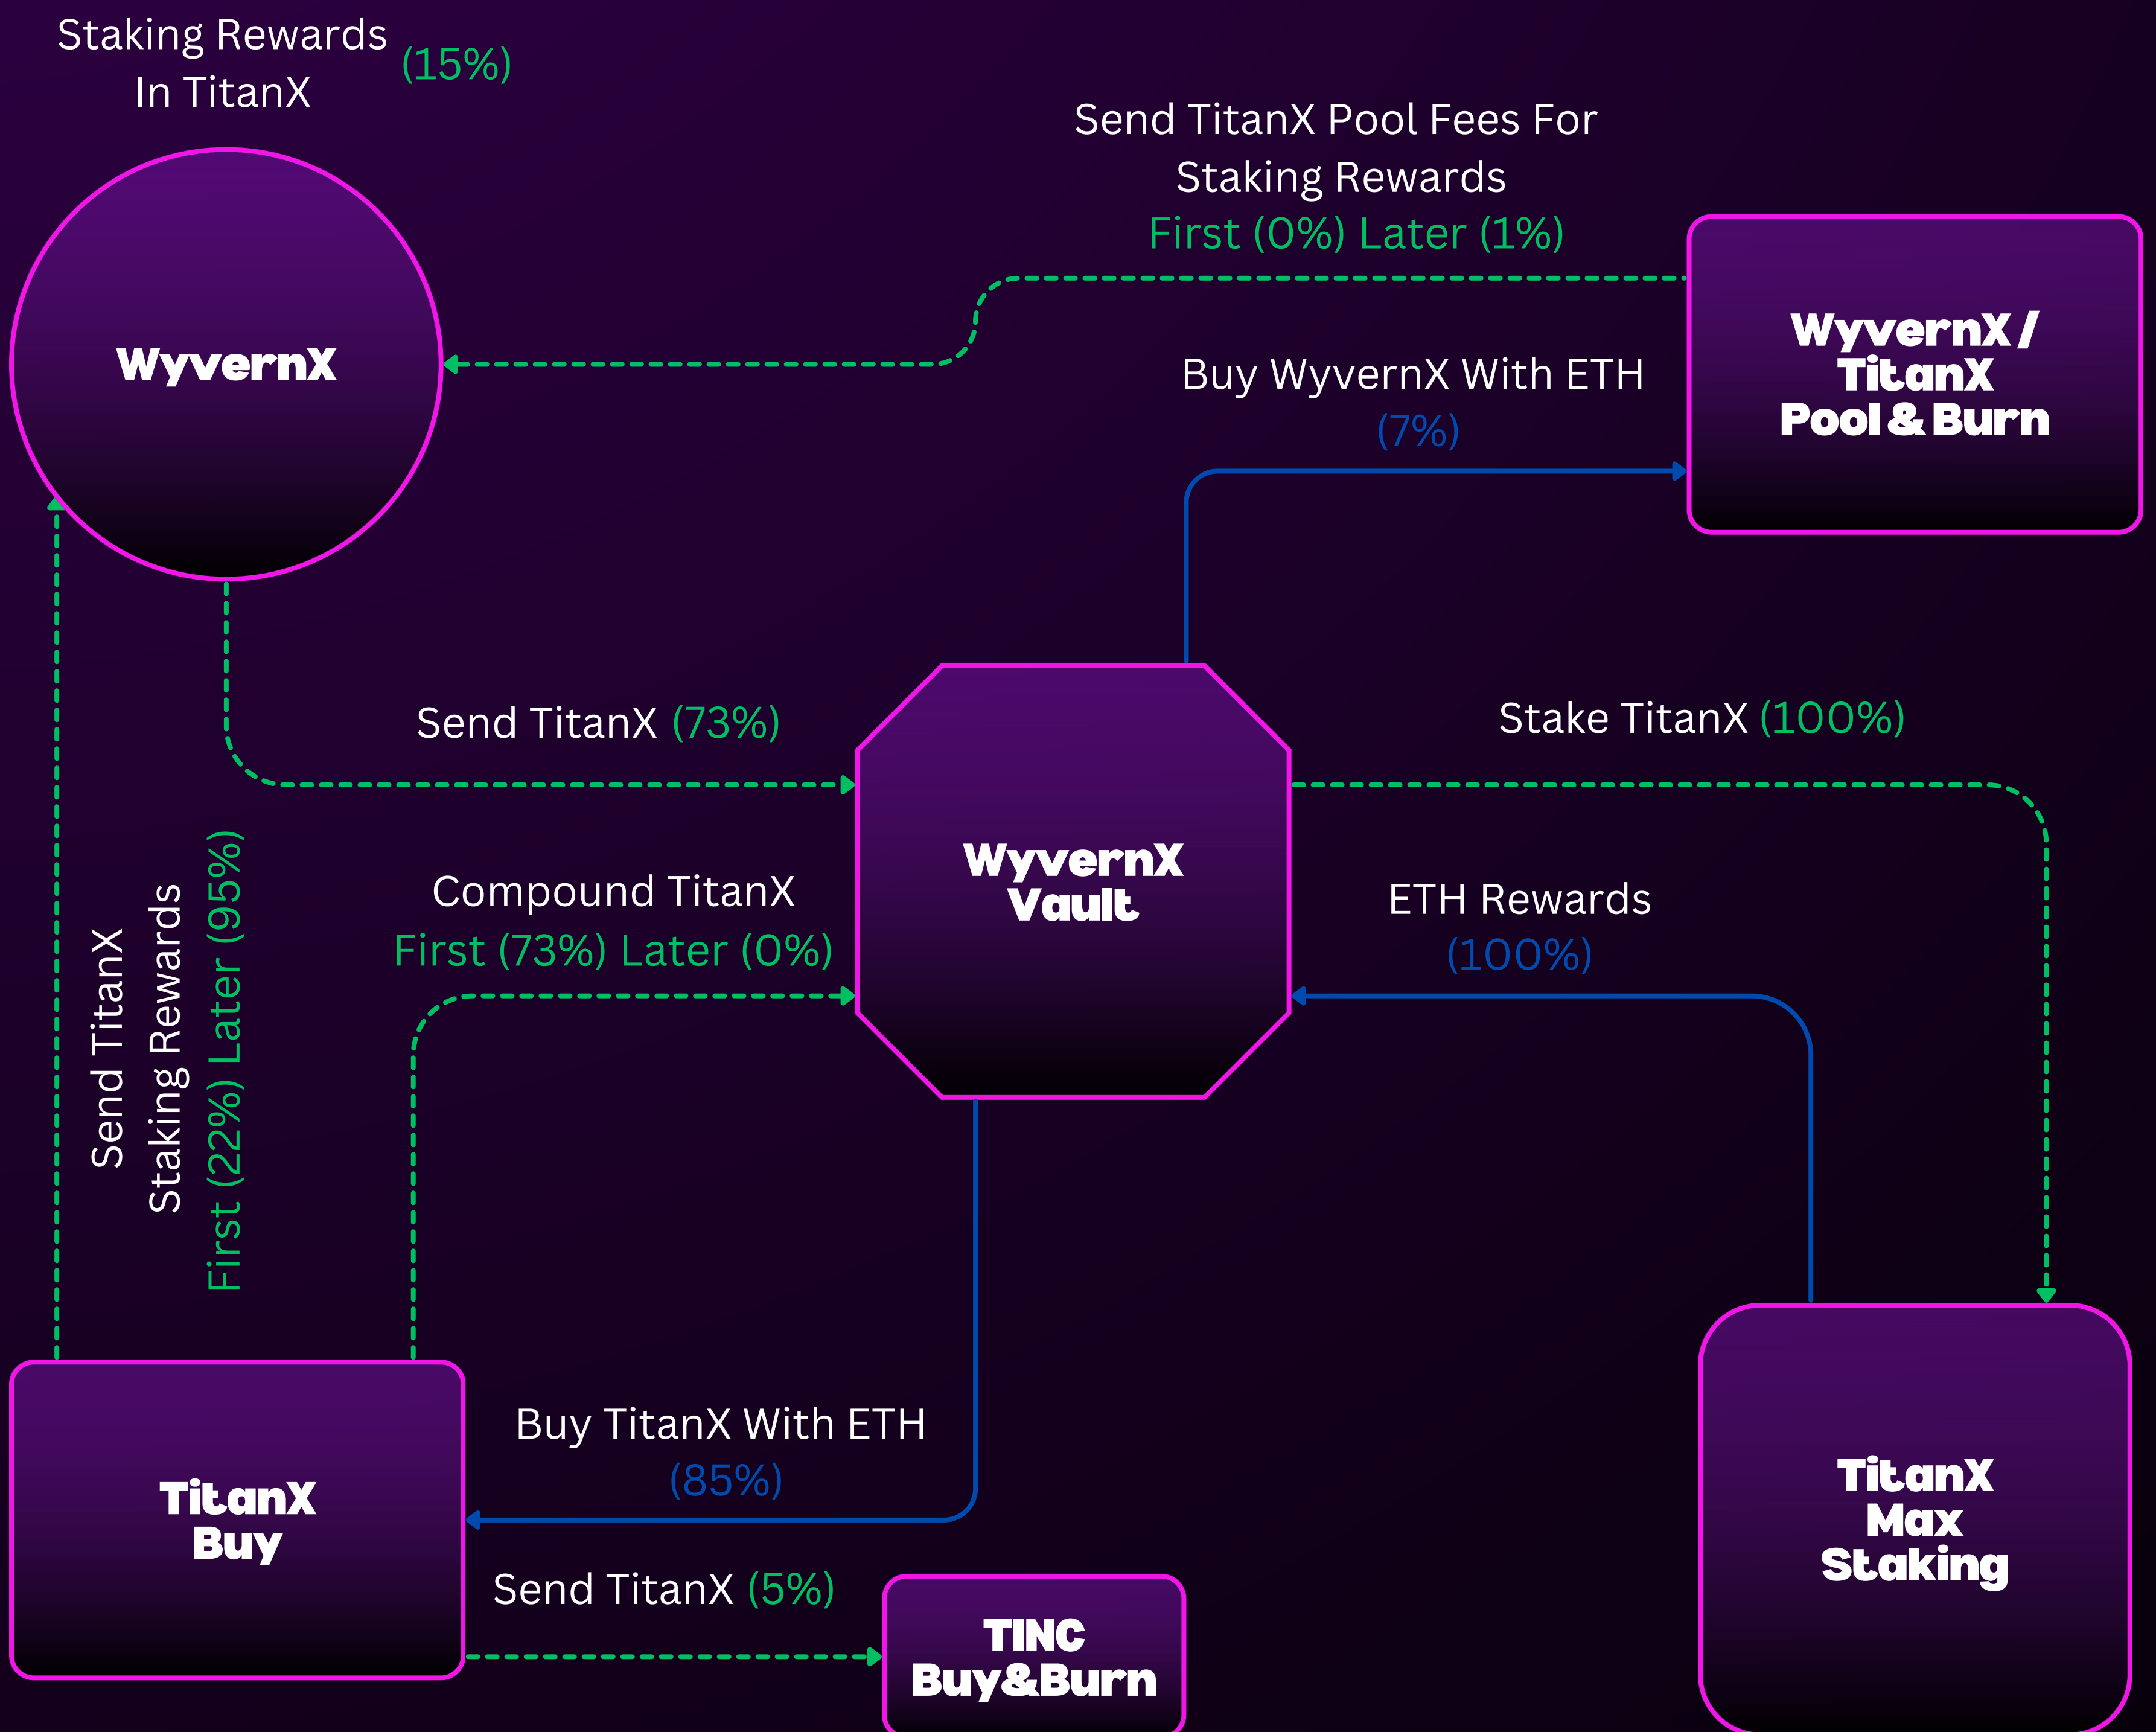 Staking Rewards
In TitanX
(15%)
Send TitanX Pool Fees For
Staking Rewards
First (0%) Later (1%)
WyvernX
WyvernX /
TitanX
Pool & Burn
Buy WyvernX With ETH
(7%)
Send TitanX (73%)
Stake TitanX (100%)
WyvernX
Vault
Compound TitanX
First (73%) Later (0%)
ETH Rewards
(100%)
Send TitanX
Staking Rewards
First (22%) Later (95%)
Buy TitanX With ETH
(85%)
TitanX
Buy
Send TitanX (5%)
TINC
Buy&Burn
TitanX
Max
Staking